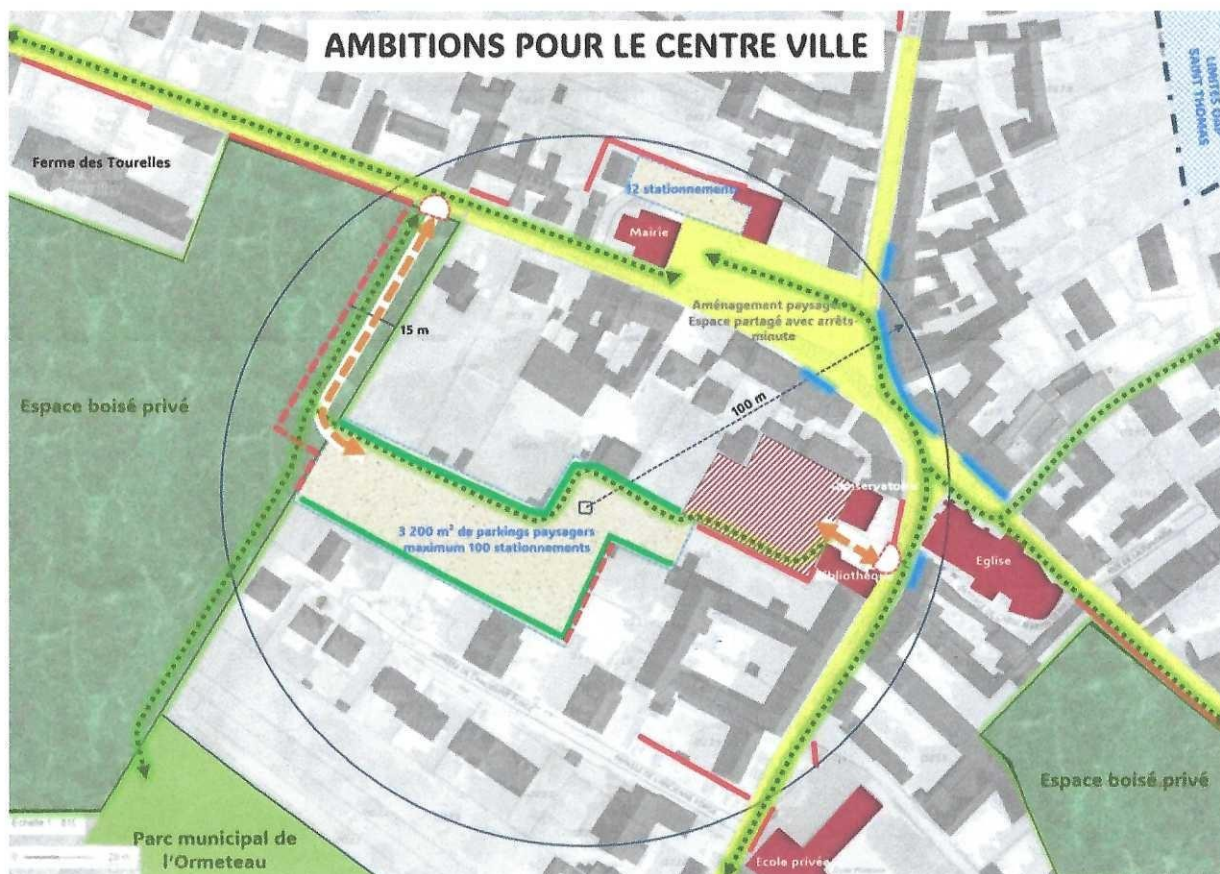 AMBITIONS POUR LE CENTRE VILLE
LIMITES OAP
SAINT THOMAS
Ferme des Tourelles
12 stationnement
Mairie
Aménagement paysager
Espace partagé avec arrêts-
minute
15 m
100 m
Espace boisé privé
Conservatoire
3 200 m² de parkings paysagers
maximum 100 stationnements
Bibliothèque
Eglise
Espace boisé privé
Parc municipal de
l'Ormeteau
Ecole privée